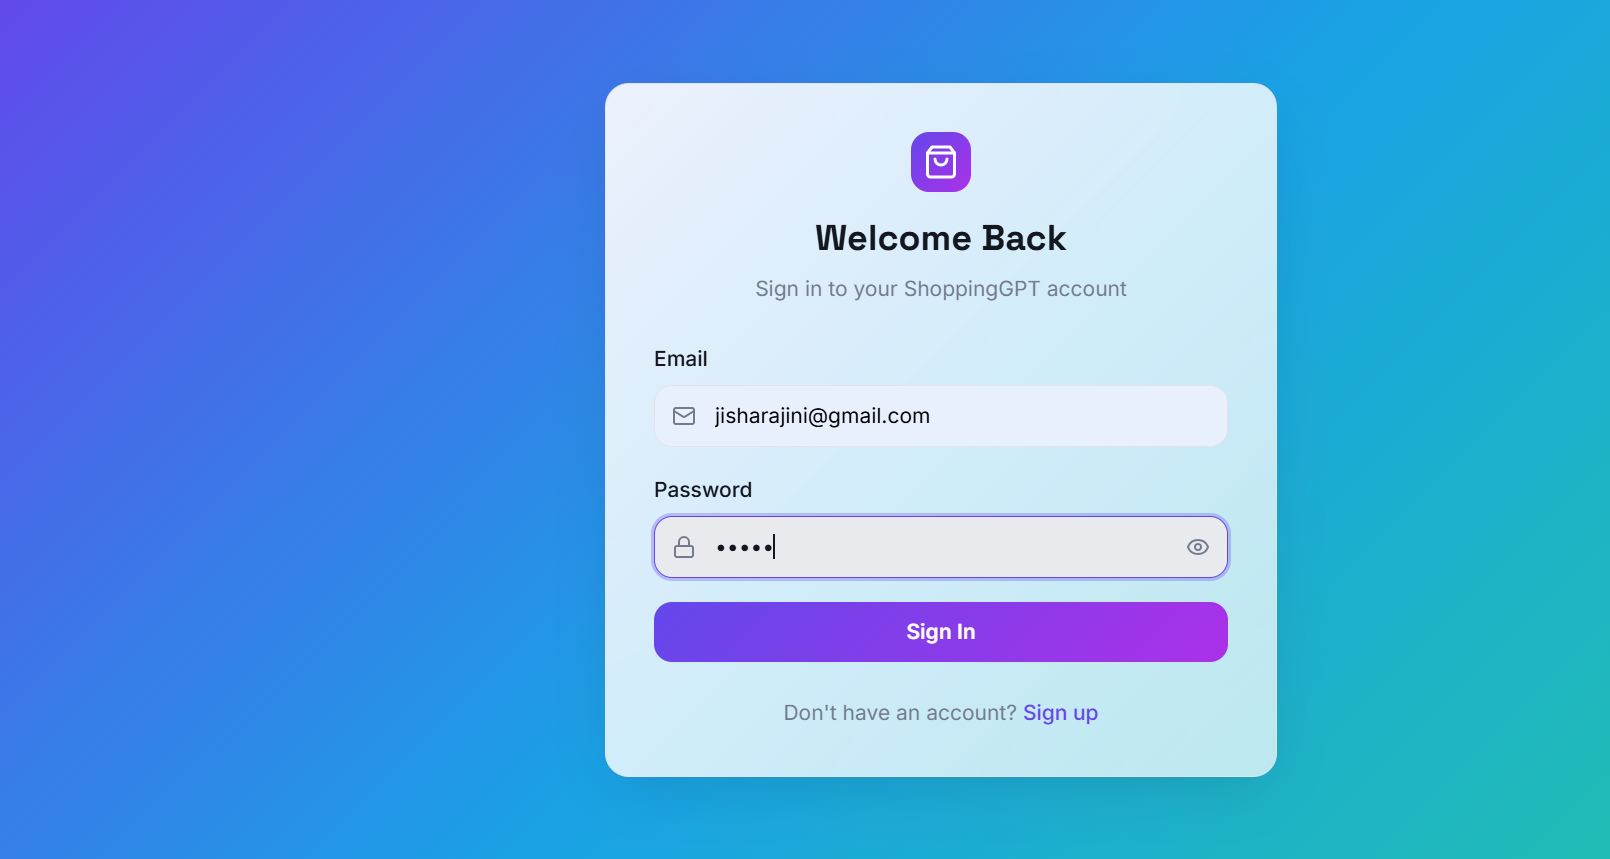 Welcome Back
Sign in to your ShoppingGPT account
Email
jisharajini@gmail.com
Password
•••••
Sign In
Don't have an account? Sign up